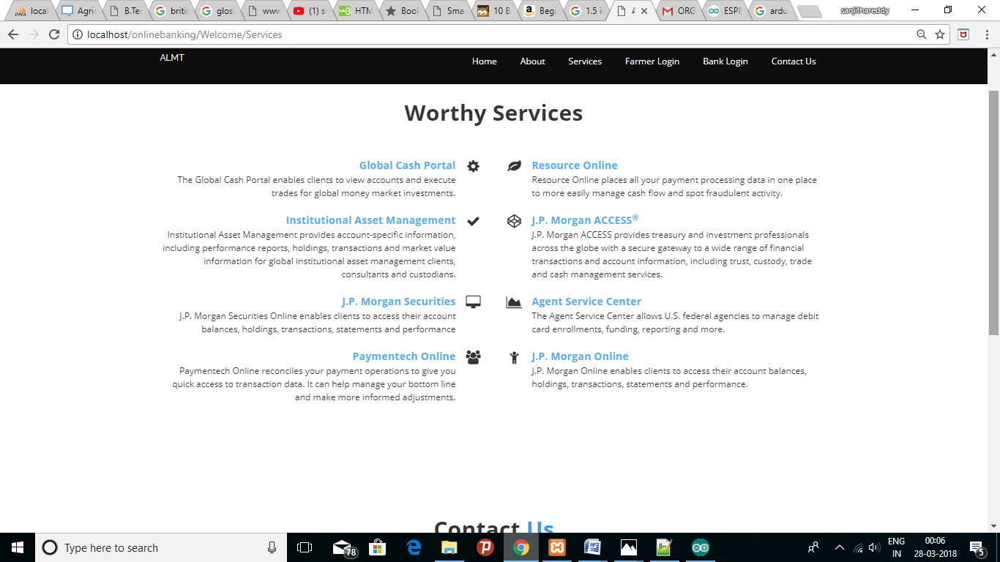 local
Agri
B.Tec
britis
glos
www
(1) s
HTM
Bool
Sma
10 B
Begi
1.5 i
A
ORG
ESP8
ardu
sanjithareddy
localhost/onlinebanking/Welcome/Services
ALMT
Home About Services Farmer Login Bank Login Contact Us
Worthy Services
Global Cash Portal
The Global Cash Portal enables clients to view accounts and execute
trades for global money market investments.
Institutional Asset Management
Institutional Asset Management provides account-specific information,
including performance reports, holdings, transactions and market value
information for global institutional asset management clients,
consultants and custodians.
J.P. Morgan Securities
J.P. Morgan Securities Online enables clients to access their account
balances, holdings, transactions, statements and performance
Paymentech Online
Paymentech Online reconciles your payment operations to give you
quick access to transaction data. It can help manage your bottom line
and make more informed adjustments.
Resource Online
Resource Online places all your payment processing data in one place
to more easily manage cash flow and spot fraudulent activity.
J.P. Morgan ACCESS®
J.P. Morgan ACCESS provides treasury and investment professionals
across the globe with a secure gateway to a wide range of financial
transactions and account information, including trust, custody, trade
and cash management services.
Agent Service Center
The Agent Service Center allows U.S. federal agencies to manage debit
card enrollments, funding, reporting and more.
J.P. Morgan Online
J.P. Morgan Online enables clients to access their account balances,
holdings, transactions, statements and performance.
Contact Us
Type here to search
78
ENG
IN
00:06
28-03-2018
5